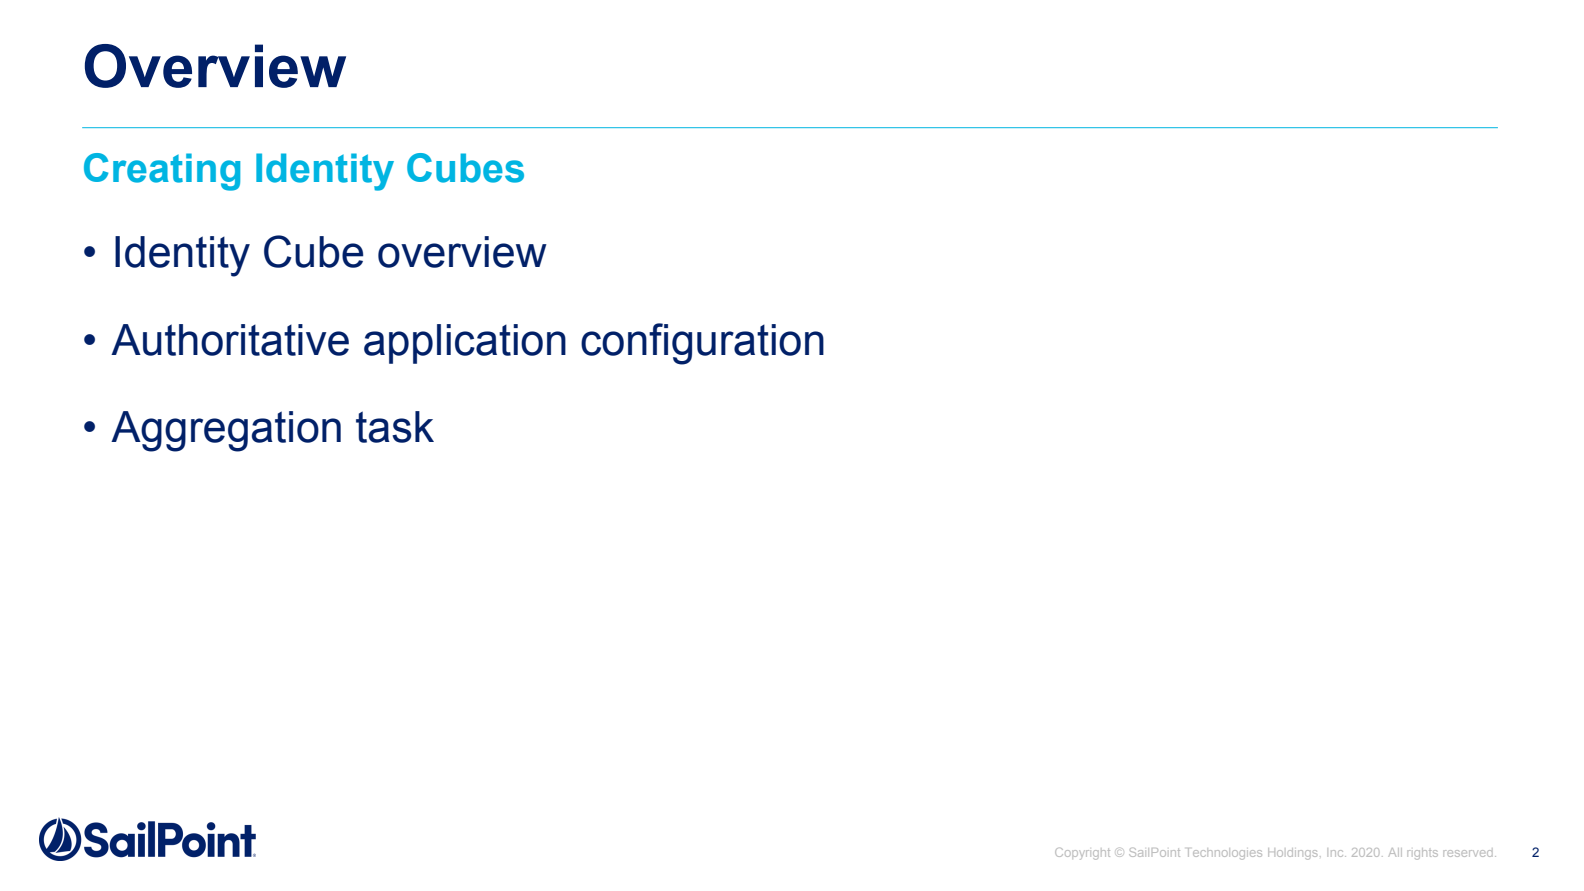 Overview
Creating Identity Cubes
• Identity Cube overview
• Authoritative application configuration
• Aggregation task
SailPoint
Copyright © SailPoint Technologies Holdings, Inc. 2020. All rights reserved. 2